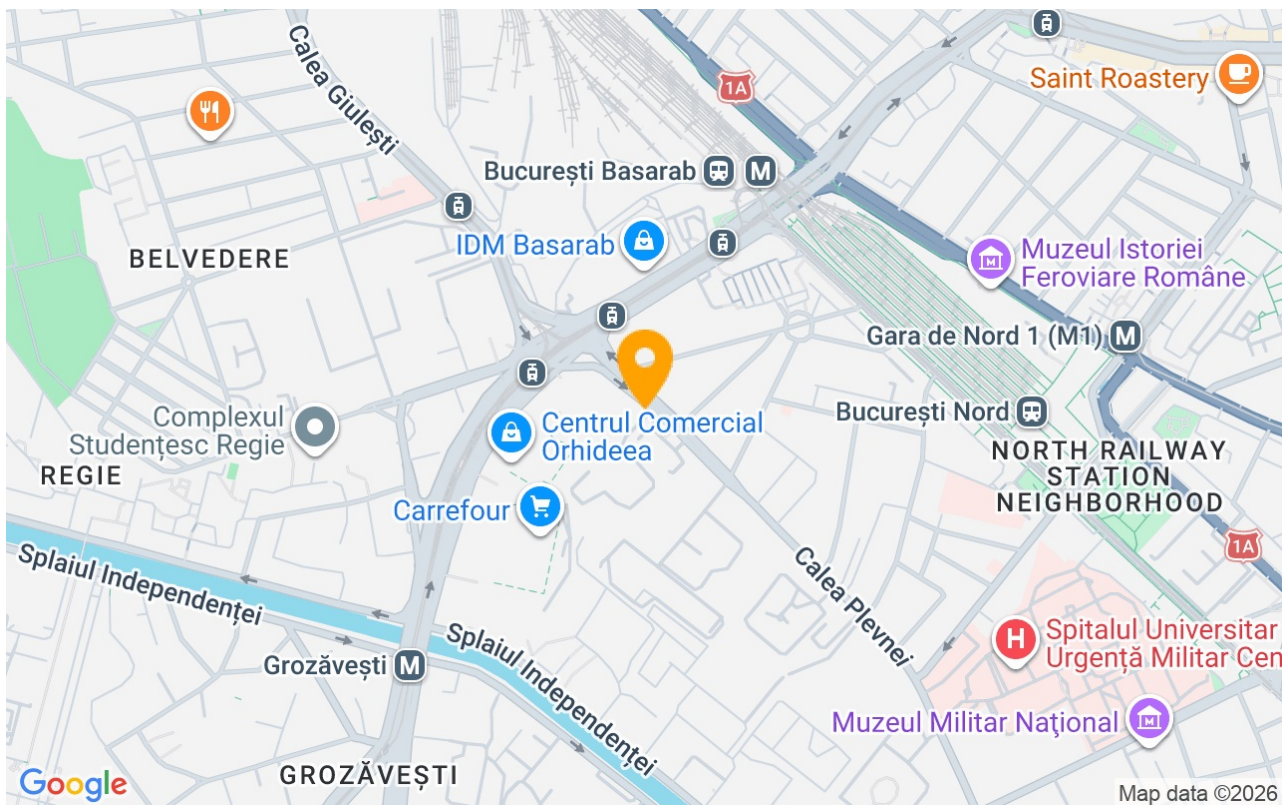 Calea Giulești
1A
Saint Roastery
București Basarab
M
IDM Basarab
BELVEDERE
Muzeul Istoriei
Feroviare Române
Gara de Nord 1 (M1)
M
Complexul
Studențesc Regie
REGIE
Centrul Comercial
Orhideea
București Nord
NORTH RAILWAY
STATION
NEIGHBORHOOD
Carrefour
1A
Splaiul Independenței
Calea Plevnei
Splaiul Independenței
H
Spitalul Universitar
Urgență Militar Cen
Grozăvești
M
Muzeul Militar Național
M
GROZĂVEȘTI
Google
Map data ©2026